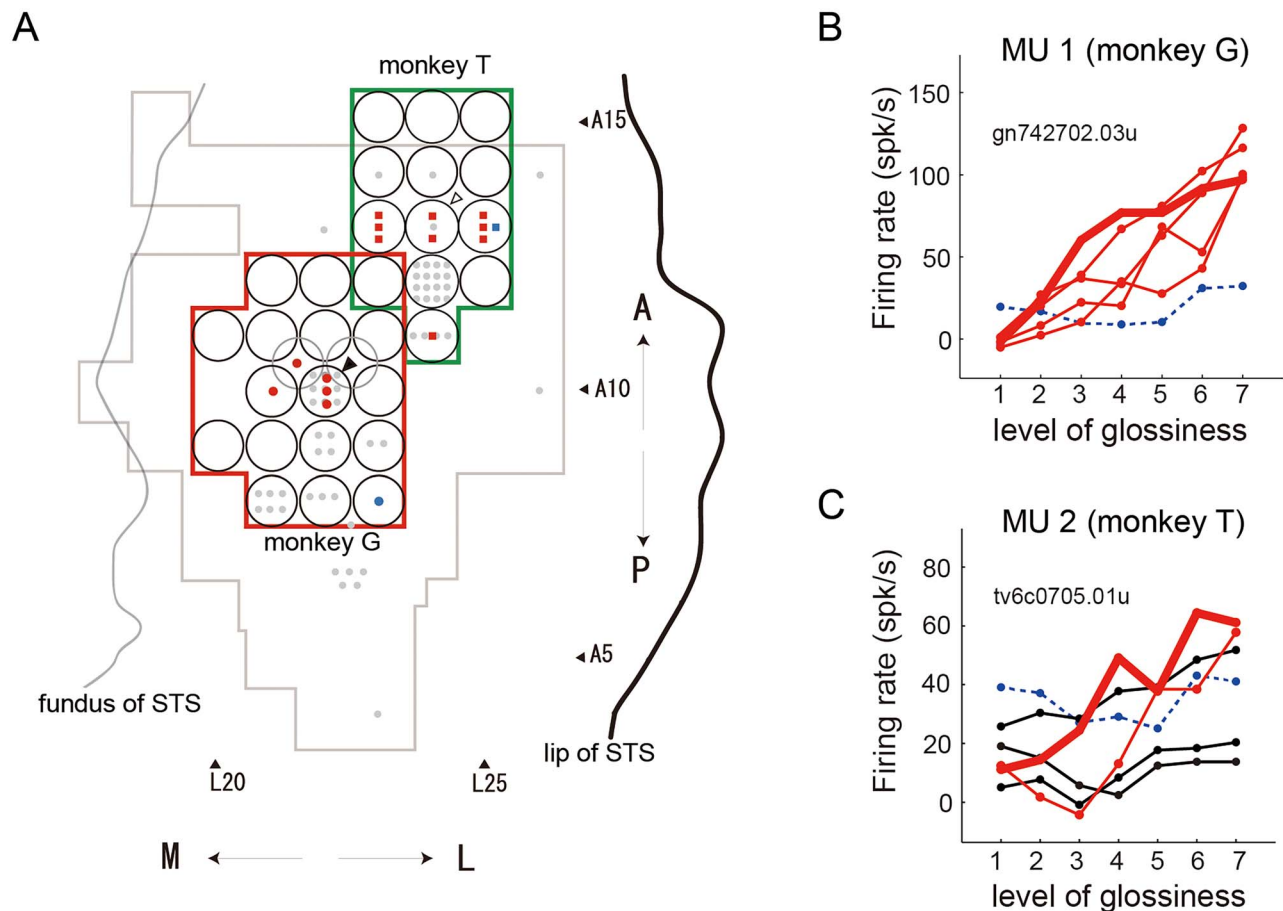 A
monkey T
◄A15
A
◄A10
P
monkey G
◄A5
fundus of STS
lip of STS
▲
L20
▲
L25
M
L
B
MU 1 (monkey G)
gn742702.03u
Firing rate (spk/s)
150
100
50
0
1 2 3 4 5 6 7
level of glossiness
C
MU 2 (monkey T)
tv6c0705.01u
Firing rate (spk/s)
80
60
40
20
0
1 2 3 4 5 6 7
level of glossiness